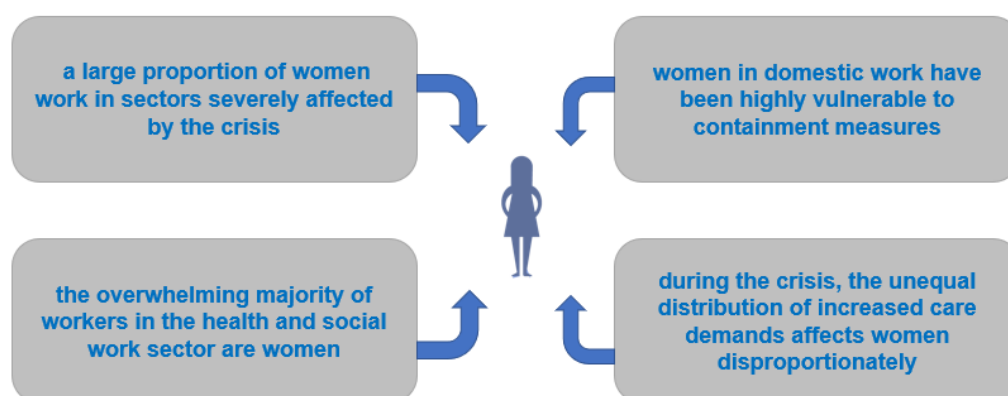 a large proportion of women
work in sectors severely affected
by the crisis
women in domestic work have
been highly vulnerable to
containment measures
the overwhelming majority of
workers in the health and social
work sector are women
during the crisis, the unequal
distribution of increased care
demands affects women
disproportionately